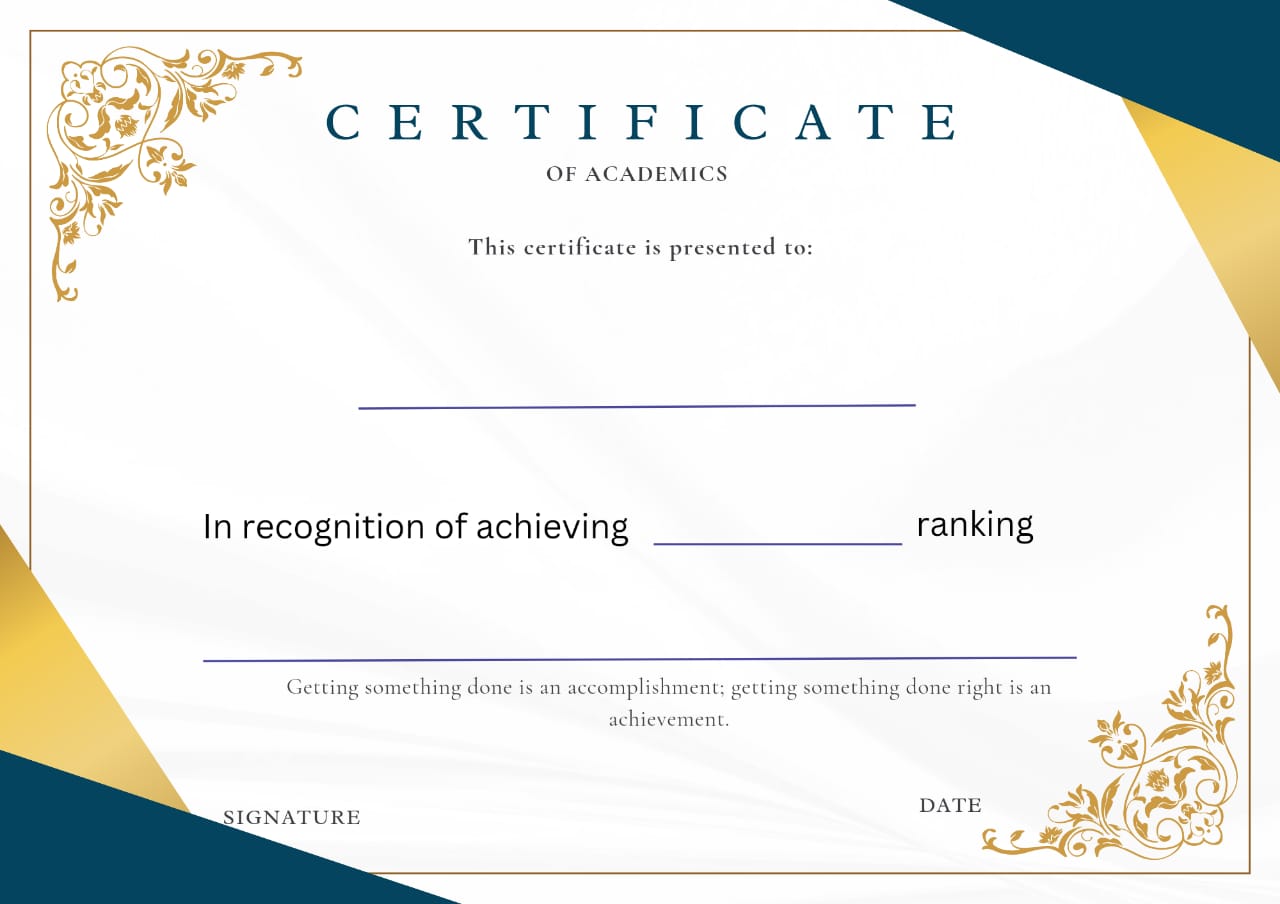 CERTIFICATE
OF ACADEMICS
This certificate is presented to:
In recognition of achieving ranking
Getting something done is an accomplishment; getting something done right is an
achievement.
SIGNATURE
DATE